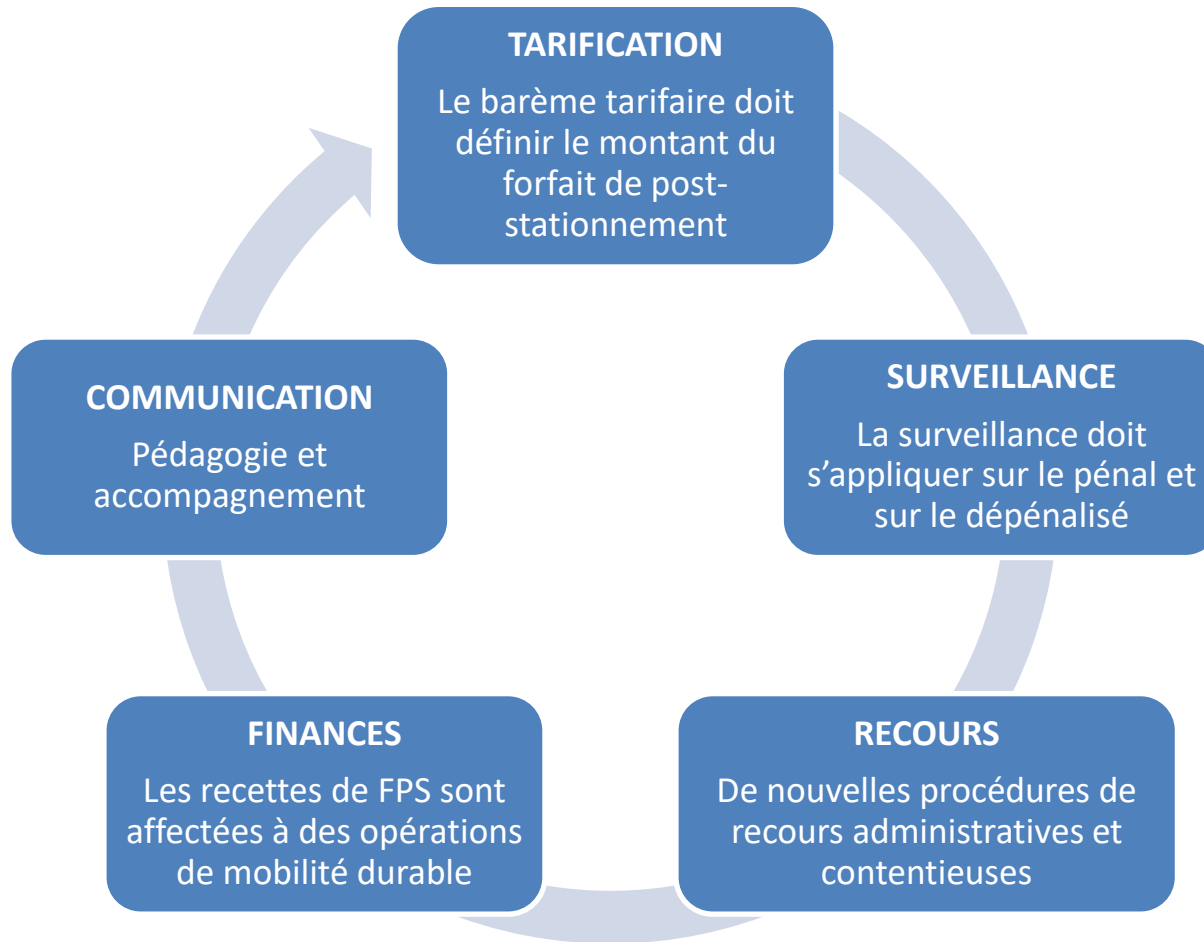 TARIFICATION
Le barème tarifaire doit
définir le montant du
forfait de post-
stationnement
SURVEILLANCE
La surveillance doit
s’appliquer sur le pénal et
sur le dépénalisé
RECOURS
De nouvelles procédures de
recours administratives et
contentieuses
FINANCES
Les recettes de FPS sont
affectées à des opérations
de mobilité durable
COMMUNICATION
Pédagogie et
accompagnement